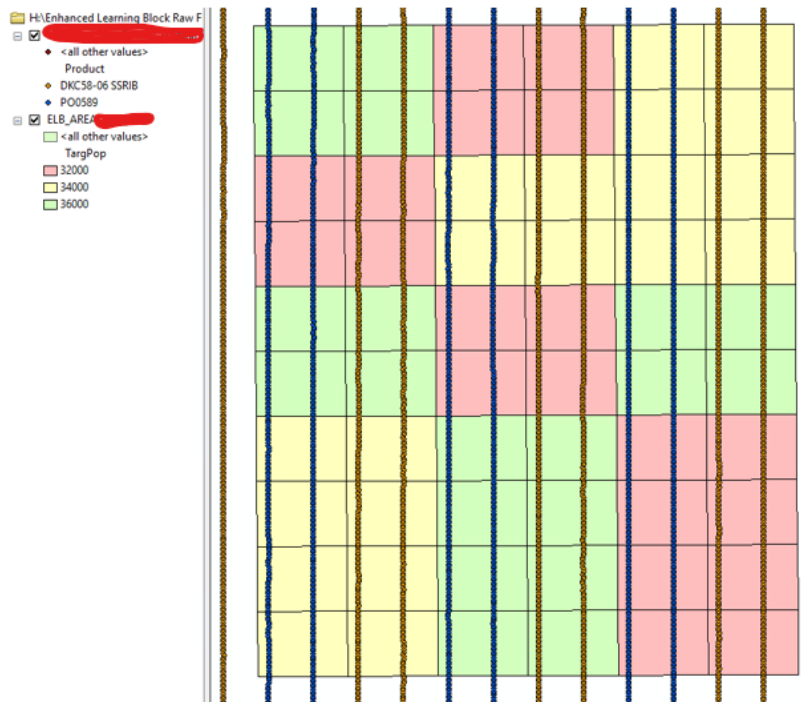 H:\Enhanced Learning Block Raw F
<all other values>
Product
DKC58-06 SSRIB
PO0589
ELB_AREA
<all other values>
TargPop
32000
34000
36000